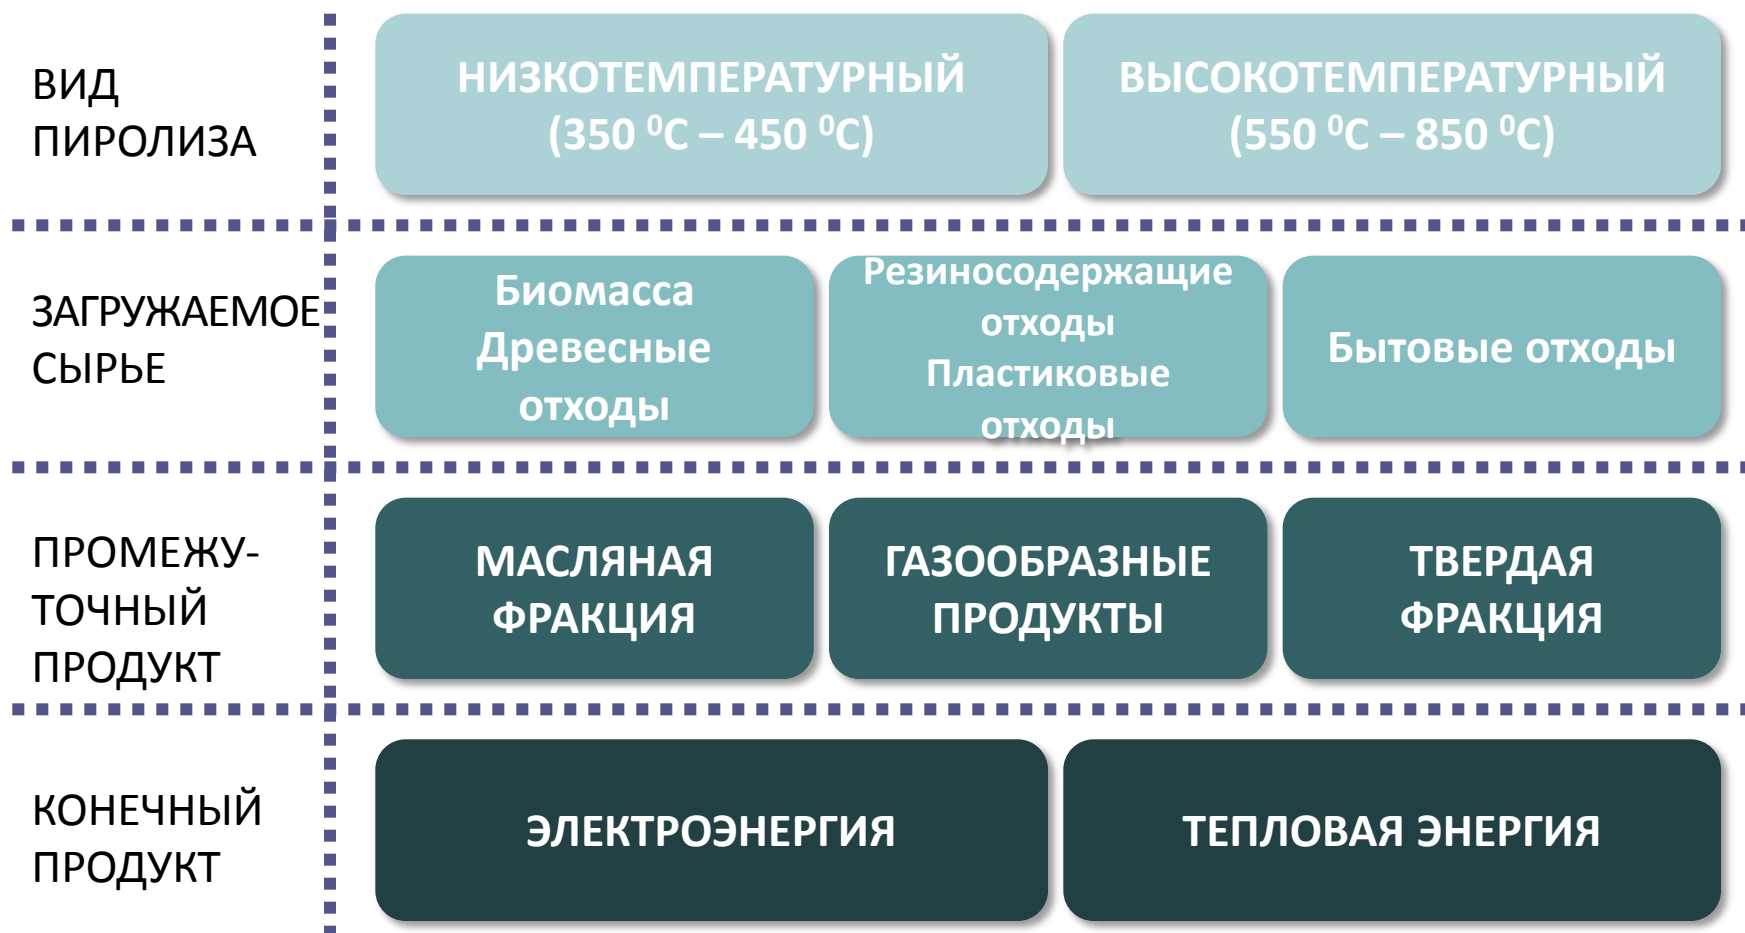 ВИД
ПИРОЛИЗА
НИЗКОТЕМПЕРАТУРНЫЙ
(350 ⁰С – 450 ⁰С)
ВЫСОКОТЕМПЕРАТУРНЫЙ
(550 ⁰С – 850 ⁰С)
ЗАГРУЖАЕМОЕ
СЫРЬЕ
Биомасса
Древесные
отходы
Резиносодержащие
отходы
Пластиковые
отходы
Бытовые отходы
ПРОМЕЖУ-
ТОЧНЫЙ
ПРОДУКТ
МАСЛЯНАЯ
ФРАКЦИЯ
ГАЗООБРАЗНЫЕ
ПРОДУКТЫ
ТВЕРДАЯ
ФРАКЦИЯ
КОНЕЧНЫЙ
ПРОДУКТ
ЭЛЕКТРОЭНЕРГИЯ
ТЕПЛОВАЯ ЭНЕРГИЯ